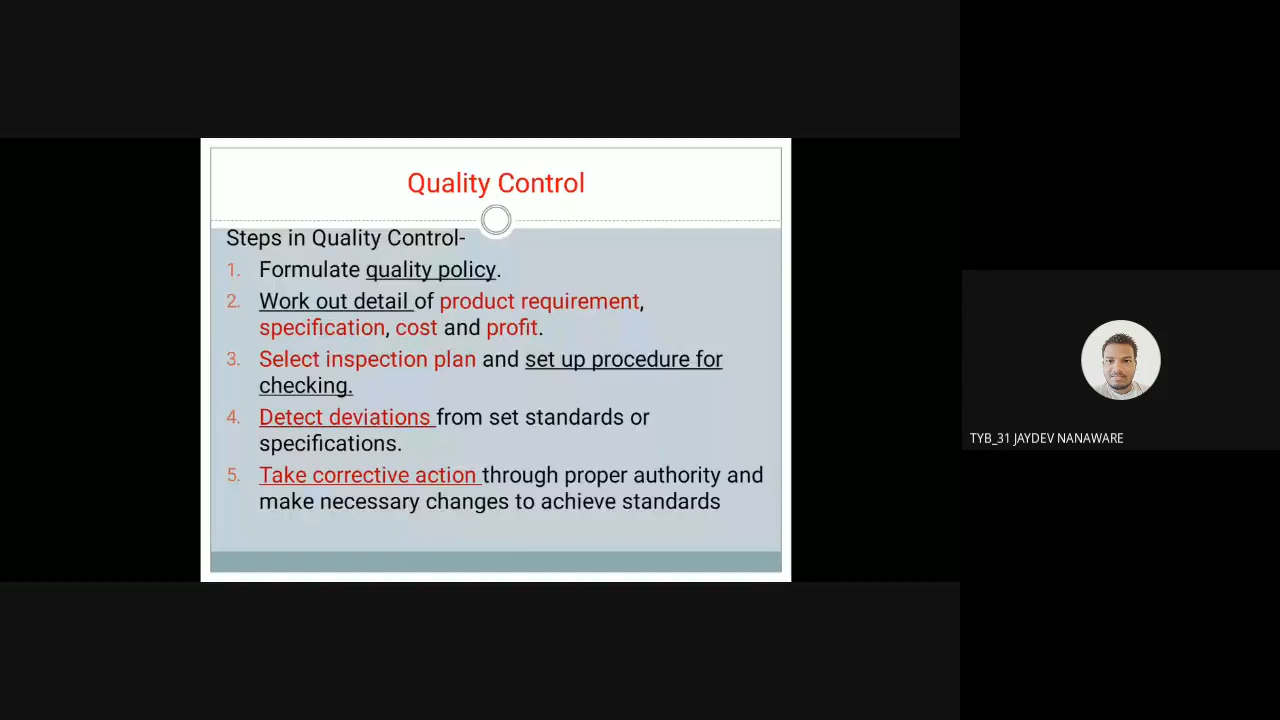 Quality Control
Steps in Quality Control-
1. Formulate quality policy.
2. Work out detail of product requirement,
specification, cost and profit.
3. Select inspection plan and set up procedure for
checking.
4. Detect deviations from set standards or
specifications.
5. Take corrective action through proper authority and
make necessary changes to achieve standards
TYB_31 JAYDEV NANAWARE